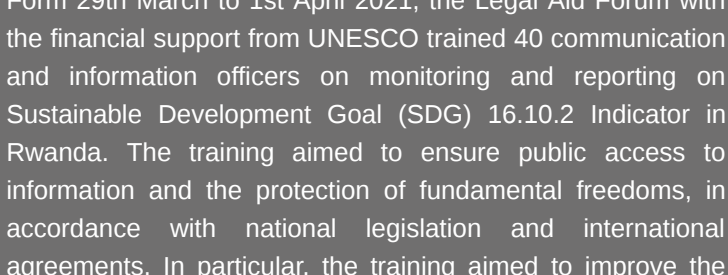 Form 29th March to 1st April 2021, the Legal Aid Forum with
the financial support from UNESCO trained 40 communication
and information officers on monitoring and reporting on
Sustainable Development Goal (SDG) 16.10.2 Indicator in
Rwanda. The training aimed to ensure public access to
information and the protection of fundamental freedoms, in
accordance with national legislation and international
agreements. In particular, the training aimed to improve the